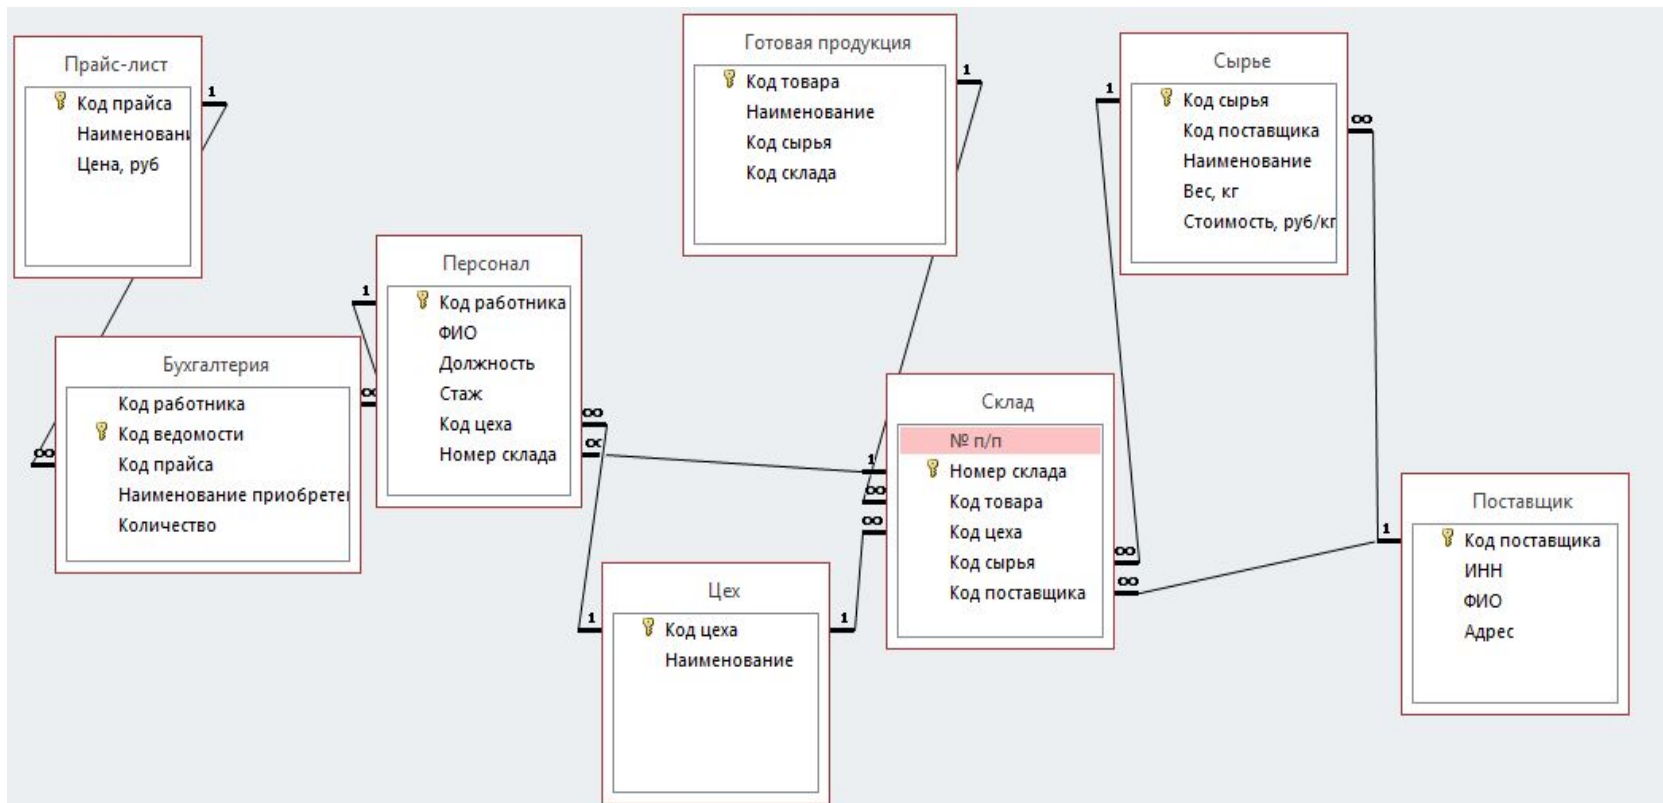 Прайс-лист
Код прайса
Наименовани
Цена, руб
1
Готовая продукция
Код товара
Наименование
Код сырья
Код склада
1
Сырье
1
Код сырья
Код поставщика
Наименование
Вес, кг
Стоимость, руб/кг
∞
Персонал
1
Код работника
ФИО
Должность
Стаж
Код цеха
Номер склада
∞
∞
Бухгалтерия
Код работника
Код ведомости
Код прайса
Наименование приобретен
Количество
∞
∞
Склад
№ п/п
Номер склада
Код товара
Код цеха
Код сырья
Код поставщика
1
∞
∞
∞
∞
Поставщик
1
Код поставщика
ИНН
ФИО
Адрес
Цех
1
Код цеха
Наименование
1